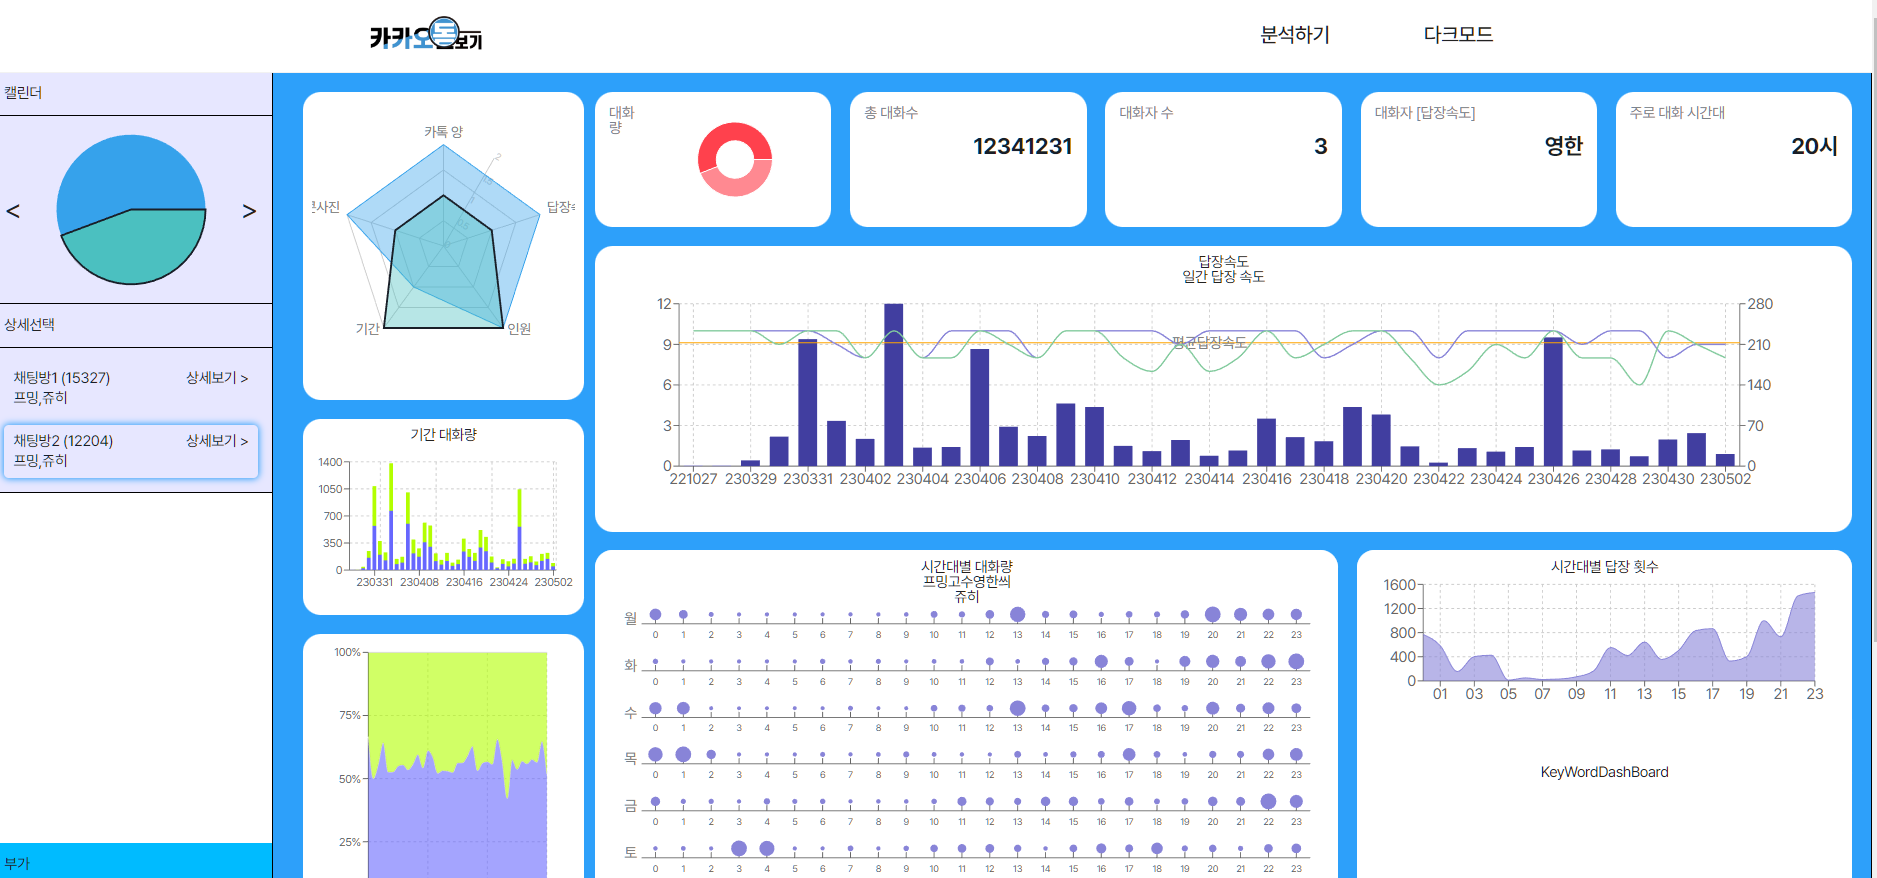 카카오톡돋보기
분석하기
다크모드
캘린더
<
>
상세선택
채팅방1 (15327)
상세보기 >
프밍,쥬히
채팅방2 (12204)
상세보기 >
프밍,쥬히
부가
카톡 양
답장
인원
기간
사진
대화
량
총 대화수
12341231
대화자 수
3
대화자 [답장속도]
영한
주로 대화 시간대
20시
답장속도
일간 답장 속도
12
9
6
3
0
280
210
140
70
0
평균답장속도
221027 230329 230331 230402 230404 230406 230408 230410 230412 230414 230416 230418 230420 230422 230424 230426 230428 230430 230502
기간 대화량
1400
1050
700
350
0
230331 230408 230416 230424 230502
100%
75%
50%
25%
시간대별 대화량
프밍고수영한씨
쥬히
월
0 1 2 3 4 5 6 7 8 9 10 11 12 13 14 15 16 17 18 19 20 21 22 23
화
0 1 2 3 4 5 6 7 8 9 10 11 12 13 14 15 16 17 18 19 20 21 22 23
수
0 1 2 3 4 5 6 7 8 9 10 11 12 13 14 15 16 17 18 19 20 21 22 23
목
0 1 2 3 4 5 6 7 8 9 10 11 12 13 14 15 16 17 18 19 20 21 22 23
금
0 1 2 3 4 5 6 7 8 9 10 11 12 13 14 15 16 17 18 19 20 21 22 23
토
0 1 2 3 4 5 6 7 8 9 10 11 12 13 14 15 16 17 18 19 20 21 22 23
시간대별 답장 횟수
1600
1200
800
400
0
01 03 05 07 09 11 13 15 17 19 21 23
KeyWordDashBoard